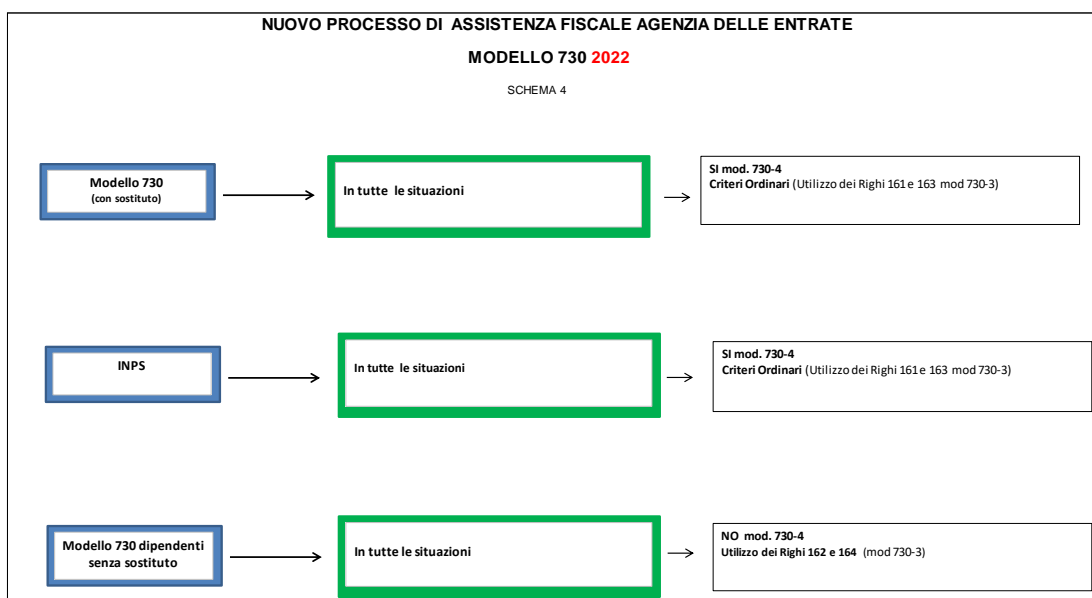 NUOVO PROCESSO DI ASSISTENZA FISCALE AGENZIA DELLE ENTRATE
MODELLO 730 2022
SCHEMA 4
Modello 730
(con sostituto)
In tutte le situazioni
SI mod. 730-4
Criteri Ordinari (Utilizzo dei Righi 161 e 163 mod 730-3)
INPS
In tutte le situazioni
SI mod. 730-4
Criteri Ordinari (Utilizzo dei Righi 161 e 163 mod 730-3)
Modello 730 dipendenti
senza sostituto
In tutte le situazioni
NO mod. 730-4
Utilizzo dei Righi 162 e 164 (mod 730-3)